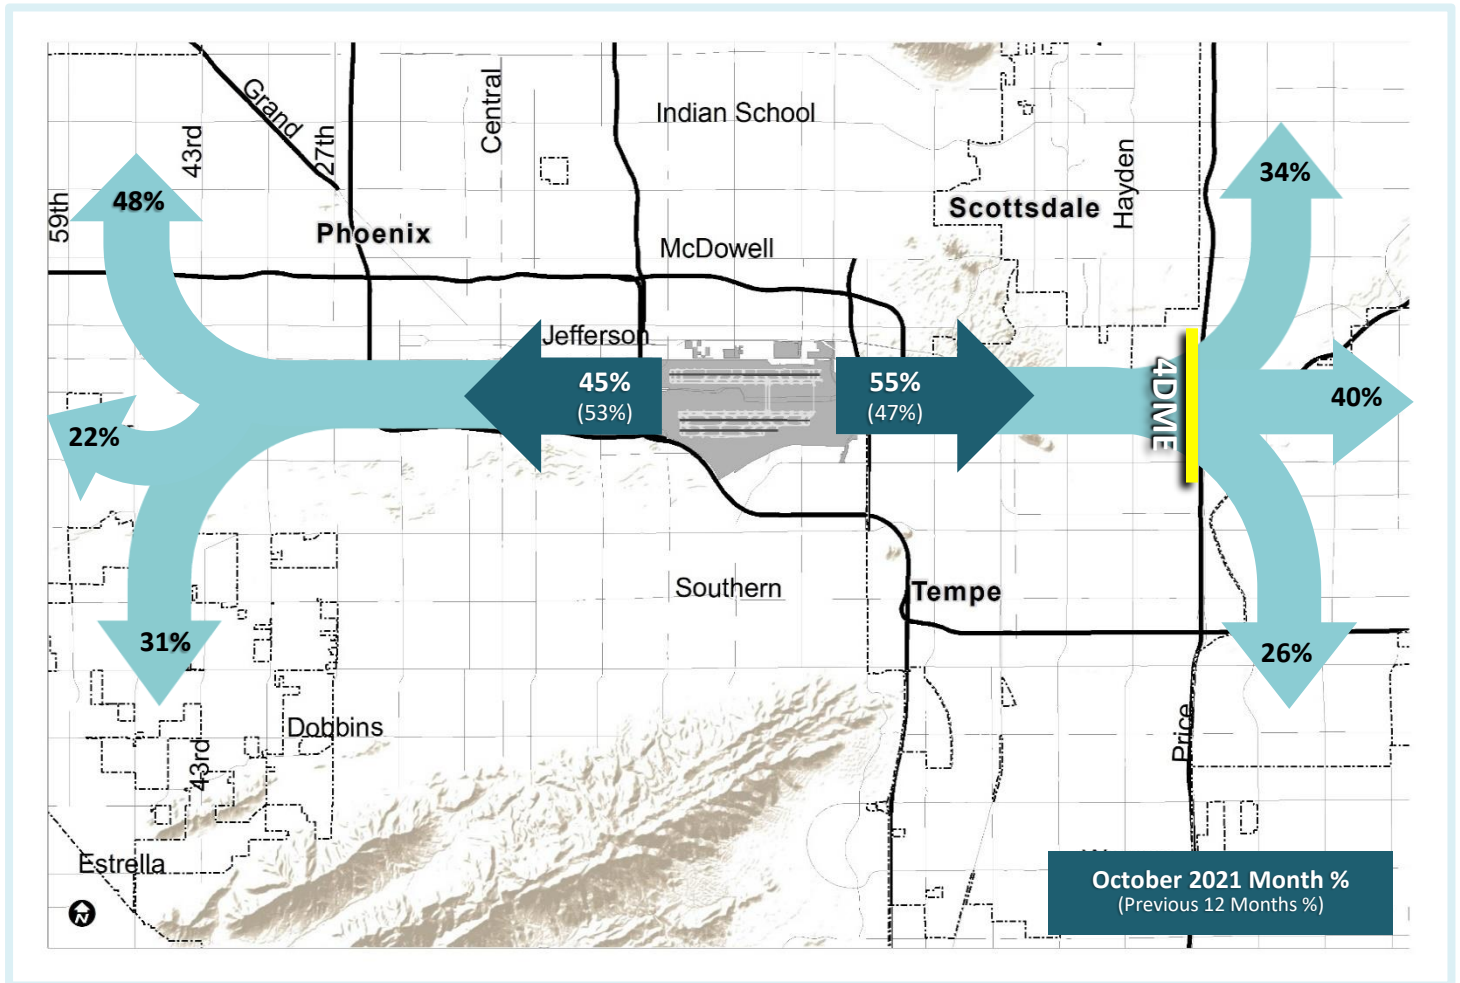 Grand
43rd
27th
Central
Indian School
Hayden
34%
48%
59th
Scottsdale
Phoenix
McDowell
Jefferson
45%
(53%)
55%
(47%)
4DME
40%
22%
Southern
Tempe
31%
26%
Dobbins
43rd
Price
Estrella
N
October 2021 Month %
(Previous 12 Months %)